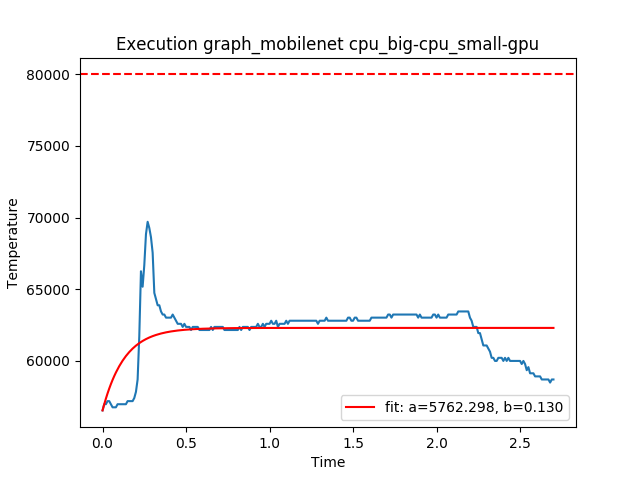 Execution graph_mobilenet cpu_big-cpu_small-gpu
80000
75000
70000
65000
60000
Temperature
fit: a=5762.298, b=0.130
0.0 0.5 1.0 1.5 2.0 2.5
Time